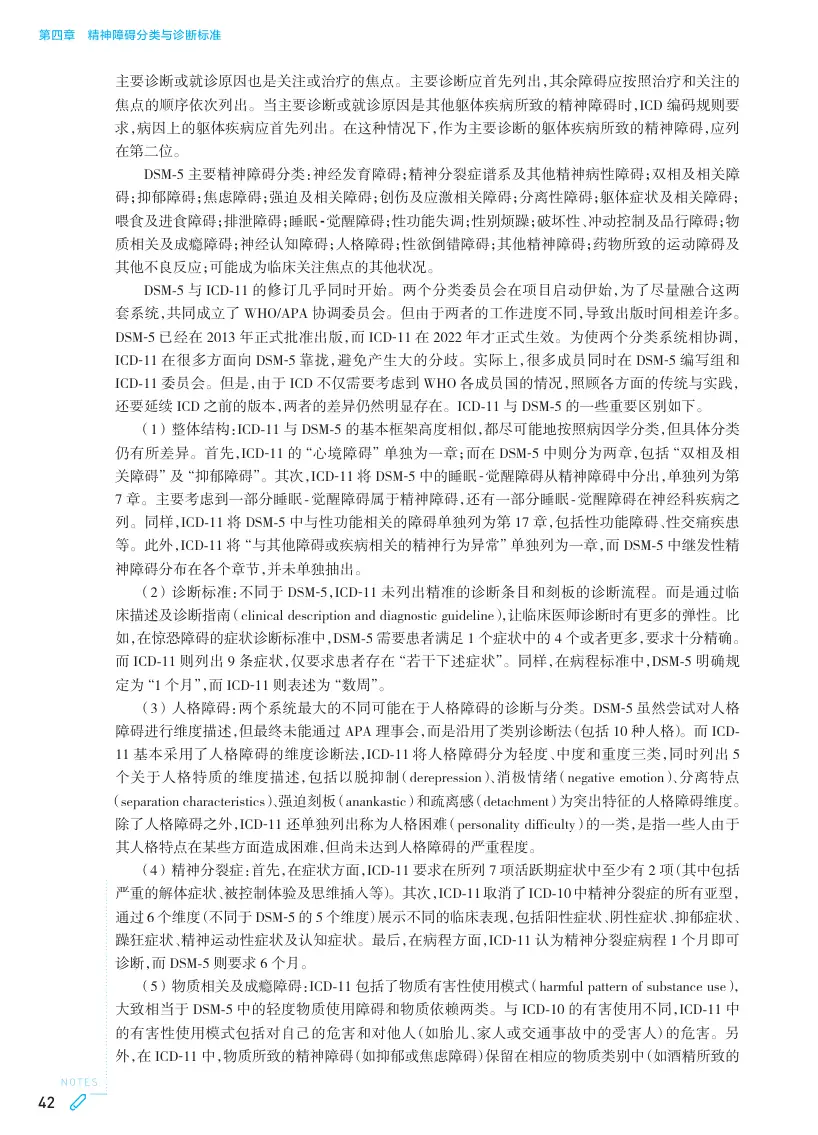 第四章 精神障碍分类与诊断标准
主要诊断或就诊原因也是关注或治疗的焦点。主要诊断应首先列出,其余障碍应按照治疗和关注的
焦点的顺序依次列出。当主要诊断或就诊原因是其他躯体疾病所致的精神障碍时,ICD 编码规则要
求,病因上的躯体疾病应首先列出。在这种情况下,作为主要诊断的躯体疾病所致的精神障碍,应列
在第二位。
DSM-5 主要精神障碍分类:神经发育障碍;精神分裂症谱系及其他精神病性障碍;双相及相关障
碍;抑郁障碍;焦虑障碍;强迫及相关障碍;创伤及应激相关障碍;分离性障碍;躯体症状及相关障碍;
喂食及进食障碍;排泄障碍;睡眠-觉醒障碍;性功能失调;性别烦躁;破坏性、冲动控制及品行障碍;物
质相关及成瘾障碍;神经认知障碍;人格障碍;性欲倒错障碍;其他精神障碍;药物所致的运动障碍及
其他不良反应;可能成为临床关注焦点的其他状况。
DSM-5 与 ICD-11 的修订几乎同时开始。两个分类委员会在项目启动伊始,为了尽量融合这两
套系统,共同成立了 WHO/APA 协调委员会。但由于两者的工作进度不同,导致出版时间相差许多。
DSM-5 已经在 2013 年正式批准出版,而 ICD-11 在 2022 年才正式生效。为使两个分类系统相协调,
ICD-11 在很多方面向 DSM-5 靠拢,避免产生大的分歧。实际上,很多成员同时在 DSM-5 编写组和
ICD-11 委员会。但是,由于 ICD 不仅需要考虑到 WHO 各成员国的情况,照顾各方面的传统与实践,
还要延续 ICD 之前的版本,两者的差异仍然明显存在。ICD-11 与 DSM-5 的一些重要区别如下。
(1)整体结构:ICD-11 与 DSM-5 的基本框架高度相似,都尽可能地按照病因学分类,但具体分类
仍有所差异。首先,ICD-11 的“心境障碍”单独为一章;而在 DSM-5 中则分为两章,包括“双相及相
关障碍”及“抑郁障碍”。其次,ICD-11 将 DSM-5 中的睡眠-觉醒障碍从精神障碍中分出,单独列为第
7 章。主要考虑到一部分睡眠-觉醒障碍属于精神障碍,还有一部分睡眠-觉醒障碍在神经科疾病之
列。同样,ICD-11 将 DSM-5 中与性功能相关的障碍单独列为第 17 章,包括性功能障碍、性交痛疾患
等。此外,ICD-11 将“与其他障碍或疾病相关的精神行为异常”单独列为一章,而 DSM-5 中继发性精
神障碍分布在各个章节,并未单独抽出。
(2)诊断标准:不同于 DSM-5,ICD-11 未列出精准的诊断条目和刻板的诊断流程。而是通过临
床描述及诊断指南(clinical description and diagnostic guideline),让临床医师诊断时有更多的弹性。比
如,在惊恐障碍的症状诊断标准中,DSM-5 需要患者满足 1 个症状中的 4 个或者更多,要求十分精确。
而 ICD-11 则列出 9 条症状,仅要求患者存在“若干下述症状”。同样,在病程标准中,DSM-5 明确规
定为“1 个月”,而 ICD-11 则表述为“数周”。
(3)人格障碍:两个系统最大的不同可能在于人格障碍的诊断与分类。DSM-5 虽然尝试对人格
障碍进行维度描述,但最终未能通过 APA 理事会,而是沿用了类别诊断法(包括 10 种人格)。而 ICD-
11 基本采用了人格障碍的维度诊断法,ICD-11 将人格障碍分为轻度、中度和重度三类,同时列出 5
个关于人格特质的维度描述,包括以脱抑制(derepression)、消极情绪(negative emotion)、分离特点
(separation characteristics)、强迫刻板(anankastic)和疏离感(detachment)为突出特征的人格障碍维度。
除了人格障碍之外,ICD-11 还单独列出称为人格困难(personality difficulty)的一类,是指一些人由于
其人格特点在某些方面造成困难,但尚未达到人格障碍的严重程度。
(4)精神分裂症:首先,在症状方面,ICD-11 要求在所列 7 项活跃期症状中至少有 2 项(其中包括
严重的解体症状、被控制体验及思维插入等)。其次,ICD-11 取消了 ICD-10 中精神分裂症的所有亚型,
通过 6 个维度(不同于 DSM-5 的 5 个维度)展示不同的临床表现,包括阳性症状、阴性症状、抑郁症状、
躁狂症状、精神运动性症状及认知症状。最后,在病程方面,ICD-11 认为精神分裂症病程 1 个月即可
诊断,而 DSM-5 则要求 6 个月。
(5)物质相关及成瘾障碍:ICD-11 包括了物质有害性使用模式(harmful pattern of substance use),
大致相当于 DSM-5 中的轻度物质使用障碍和物质依赖两类。与 ICD-10 的有害使用不同,ICD-11 中
的有害性使用模式包括对自己的危害和对他人(如胎儿、家人或交通事故中的受害人)的危害。另
外,在 ICD-11 中,物质所致的精神障碍(如抑郁或焦虑障碍)保留在相应的物质类别中(如酒精所致的
NOTES
42